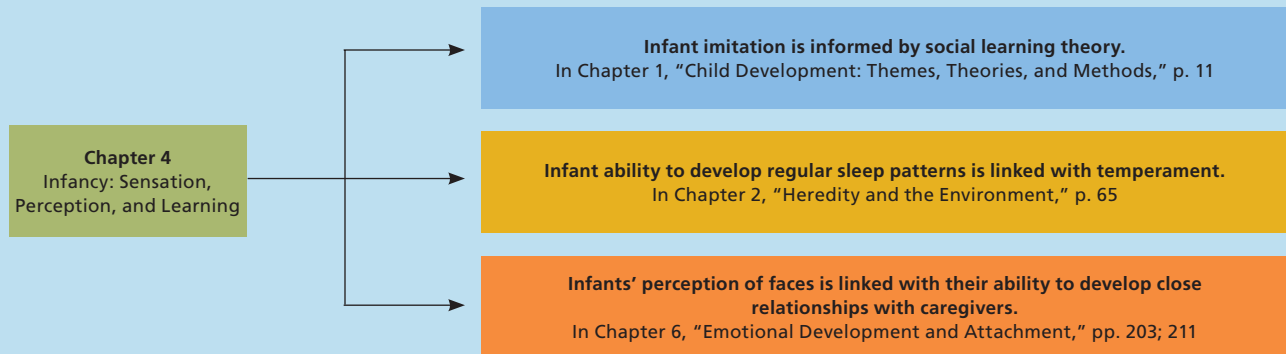 Chapter 4
Infancy: Sensation,
Perception, and Learning
Infant imitation is informed by social learning theory.
In Chapter 1, “Child Development: Themes, Theories, and Methods,” p. 11
Infant ability to develop regular sleep patterns is linked with temperament.
In Chapter 2, “Heredity and the Environment,” p. 65
Infants’ perception of faces is linked with their ability to develop close
relationships with caregivers.
In Chapter 6, “Emotional Development and Attachment,” pp. 203; 211